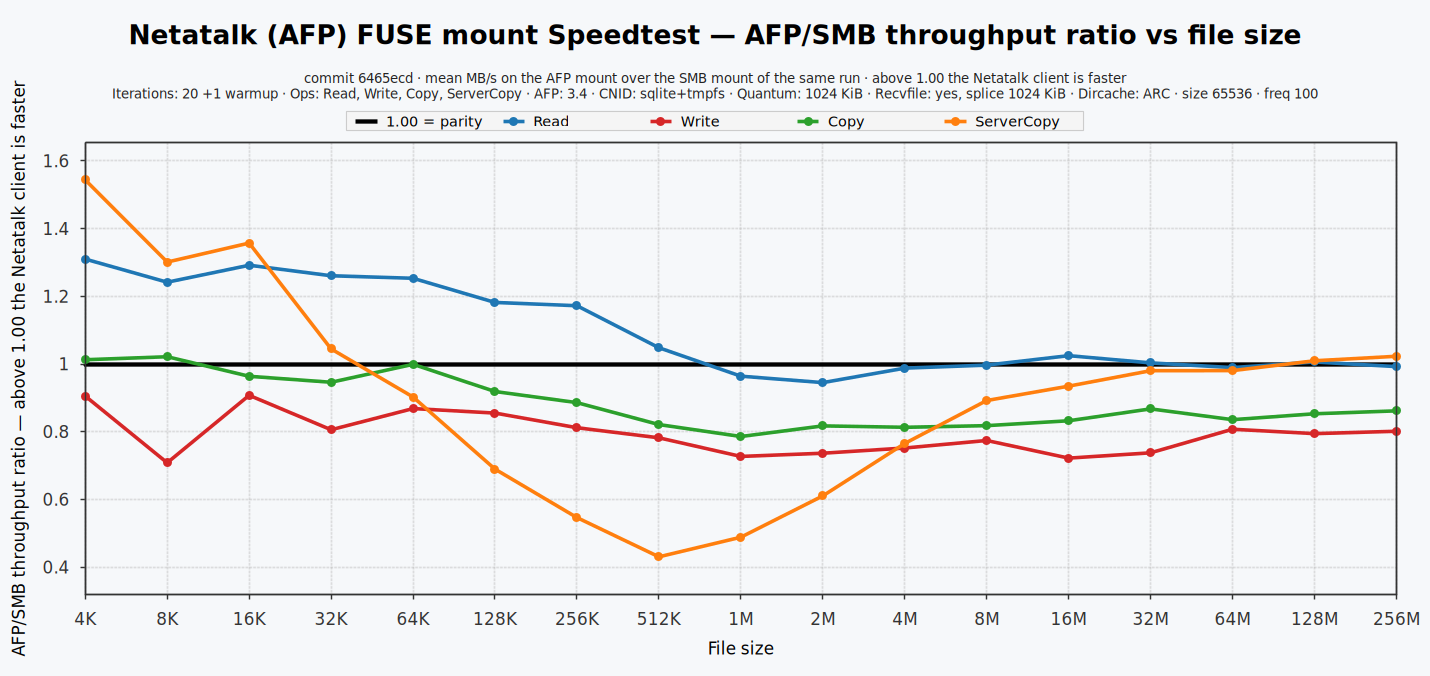 Netatalk (AFP) FUSE mount Speedtest — AFP/SMB throughput ratio vs file size
commit 6465ecd · mean MB/s on the AFP mount over the SMB mount of the same run · above 1.00 the Netatalk client is faster
Iterations: 20 +1 warmup · Ops: Read, Write, Copy, ServerCopy · AFP: 3.4 · CNID: sqlite+tmpfs · Quantum: 1024 KiB · Recvfile: yes, splice 1024 KiB · Dircache: ARC · size 65536 · freq 100
1.00 = parity Read Write Copy ServerCopy
AFP/SMB throughput ratio — above 1.00 the Netatalk client is faster
1.6
1.4
1.2
1
0.8
0.6
0.4
4K 8K 16K 32K 64K 128K 256K 512K 1M 2M 4M 8M 16M 32M 64M 128M 256M
File size